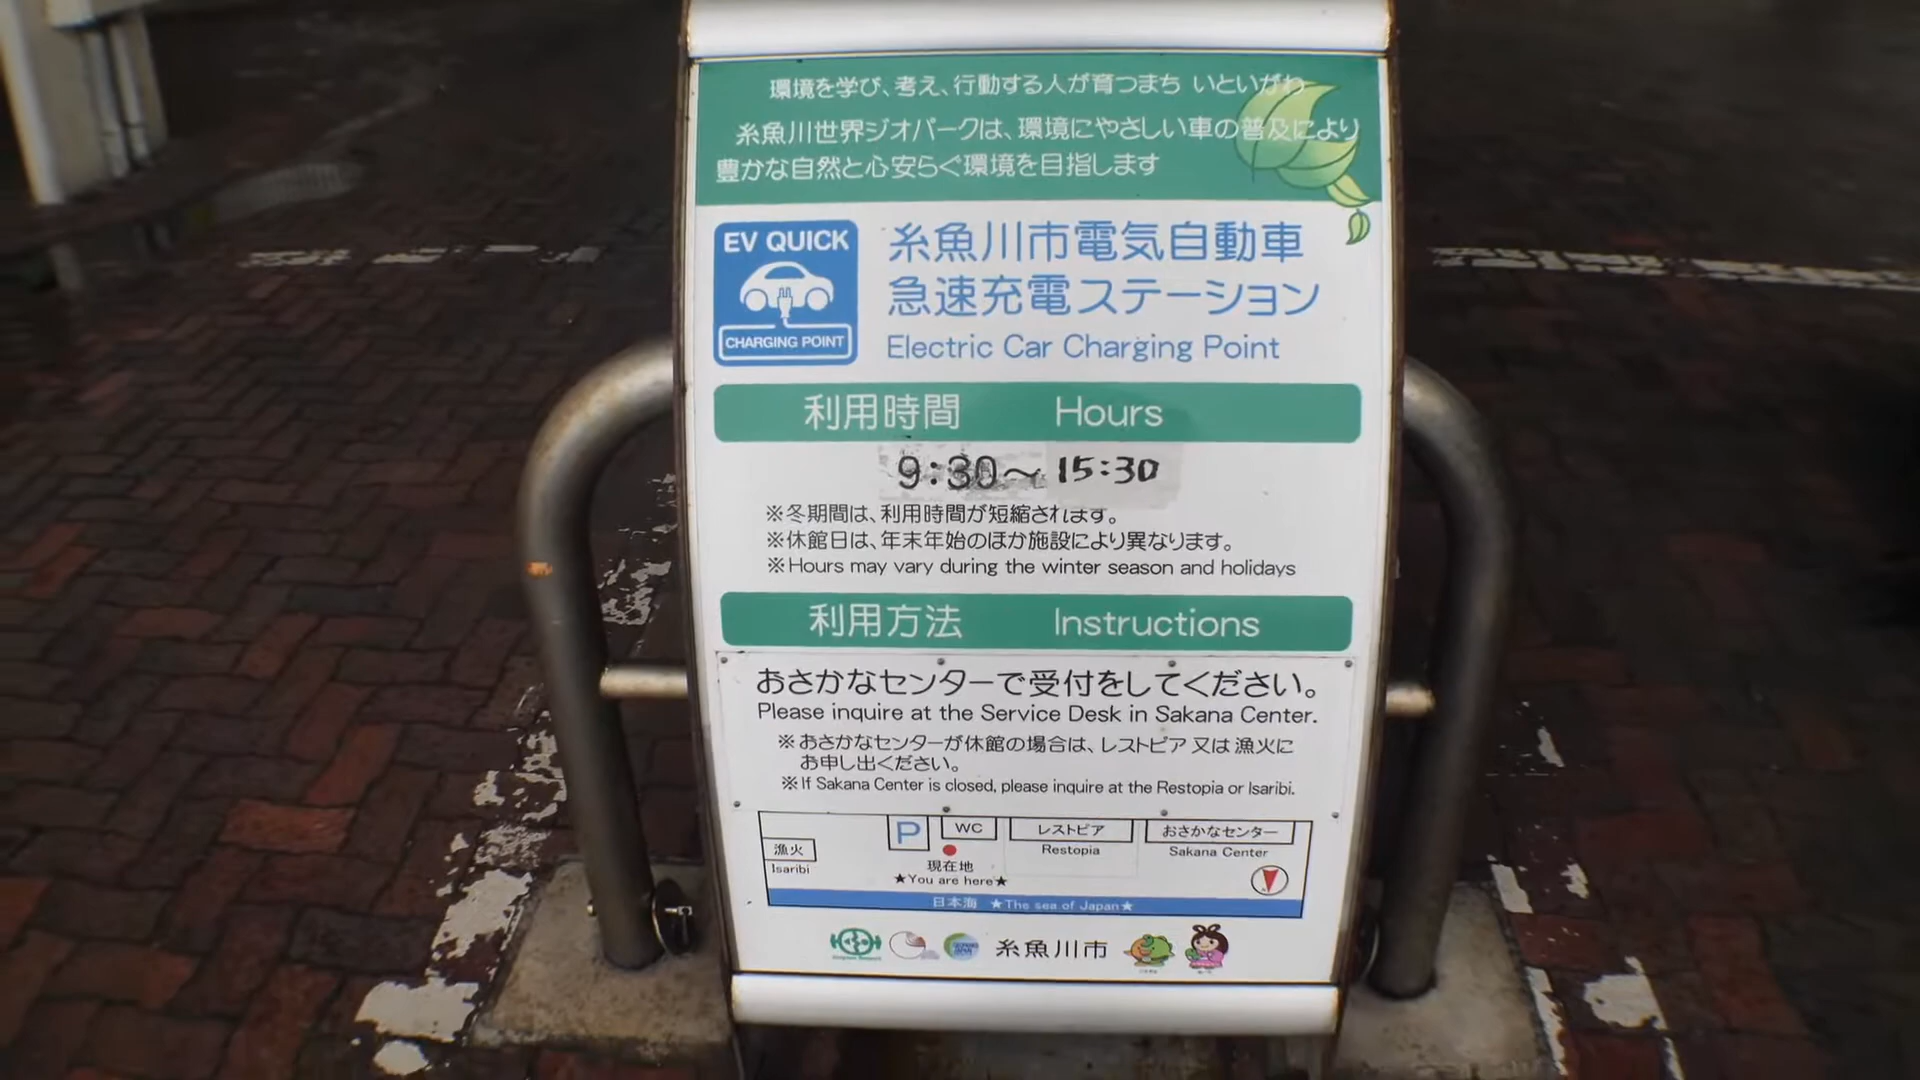 環境を学び、考え、行動する人が育つまち いといがわ
糸魚川世界ジオパークは、環境にやさしい車の普及により
豊かな自然と心安らぐ環境を目指します
EV QUICK
CHARGING POINT
糸魚川市電気自動車
急速充電ステーション
Electric Car Charging Point
利用時間 Hours
9:30～15:30
※冬期間は、利用時間が短縮されます。
※休館日は、年末年始のほか施設により異なります。
※Hours may vary during the winter season and holidays
利用方法 Instructions
おさかなセンターで受付をしてください。
Please inquire at the Service Desk in Sakana Center.
※おさかなセンターが休館の場合は、レストピア又は漁火に
お申し出ください。
※If Sakana Center is closed, please inquire at the Restopia or Isaribi.
漁火
Isaribi
P
WC
レストピア
Restopia
おさかなセンター
Sakana Center
現在地
★You are here★
日本海 ★The sea of Japan★
糸魚川市